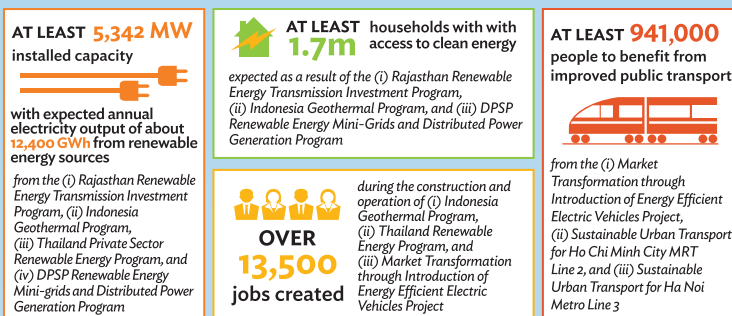 AT LEAST 5,342 MW
installed capacity
with expected annual
electricity output of about
12,400 GWh from renewable
energy sources
from the (i) Rajasthan Renewable
Energy Transmission Investment
Program, (ii) Indonesia
Geothermal Program,
(iii) Thailand Private Sector
Renewable Energy Program, and
(iv) DPSP Renewable Energy
Mini-grids and Distributed Power
Generation Program
AT LEAST
1.7m
households with with
access to clean energy
expected as a result of the (i) Rajasthan Renewable
Energy Transmission Investment Program,
(ii) Indonesia Geothermal Program, and (iii) DPSP
Renewable Energy Mini-Grids and Distributed Power
Generation Program
OVER
13,500
jobs created
during the construction and
operation of (i) Indonesia
Geothermal Program,
(ii) Thailand Renewable
Energy Program, and
(iii) Market Transformation
through Introduction of
Energy Efficient Electric
Vehicles Project
AT LEAST 941,000
people to benefit from
improved public transport
from the (i) Market
Transformation through
Introduction of Energy Efficient
Electric Vehicles Project,
(ii) Sustainable Urban Transport
for Ho Chi Minh City MRT
Line 2, and (iii) Sustainable
Urban Transport for Ha Noi
Metro Line 3